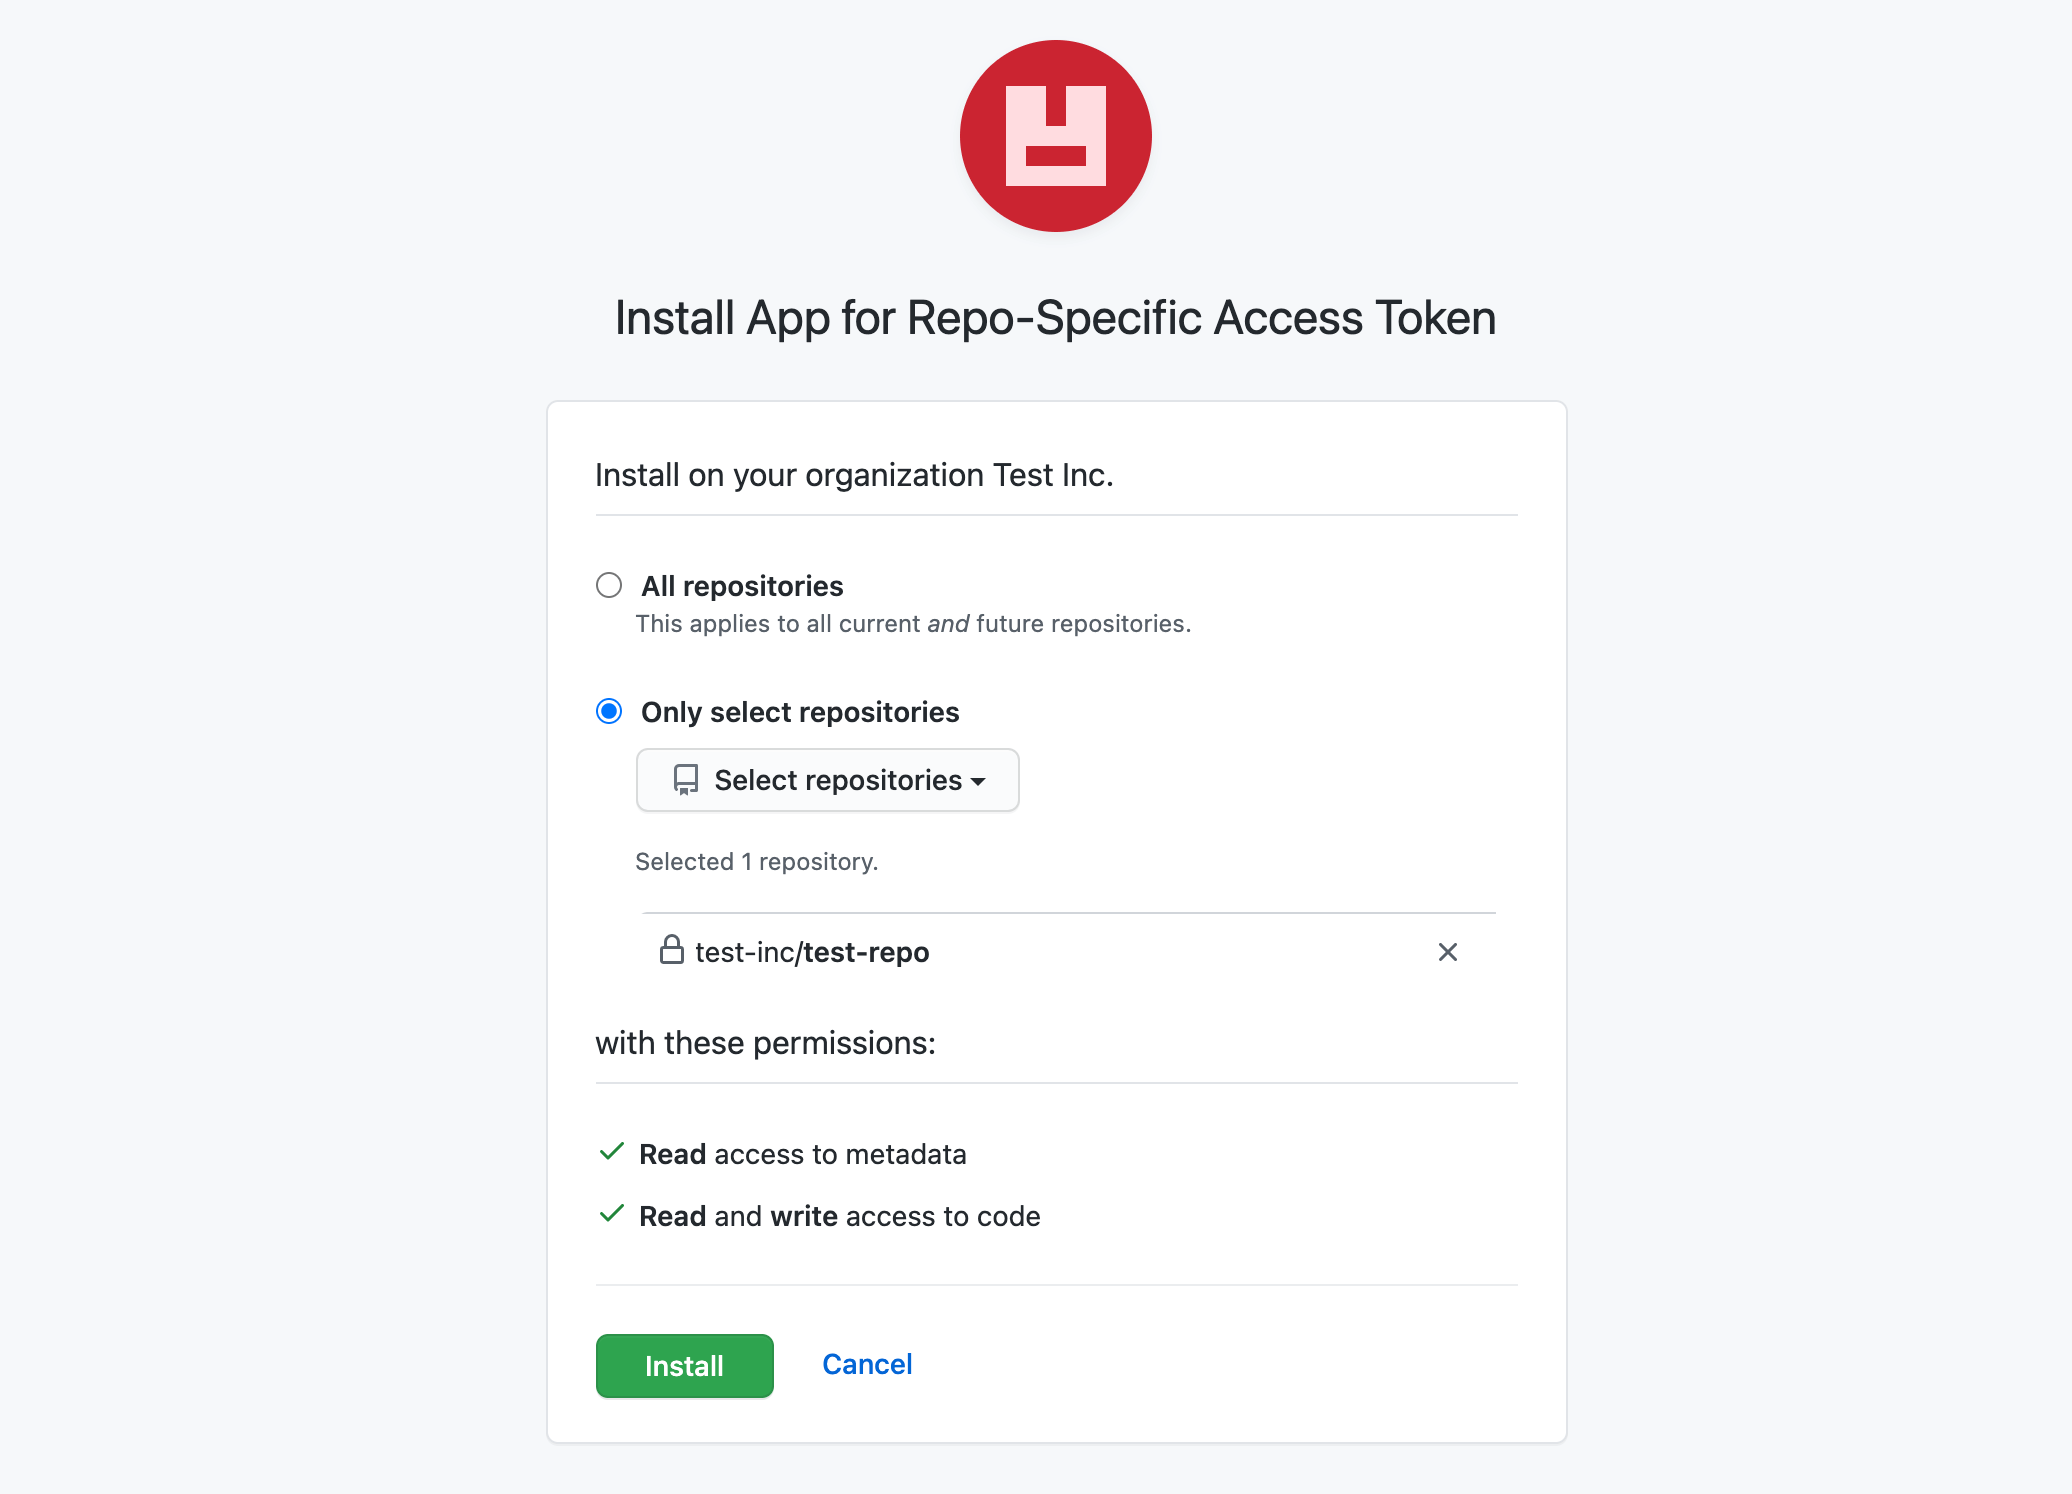 Install App for Repo-Specific Access Token
Install on your organization Test Inc.
All repositories
This applies to all current and future repositories.
Only select repositories
Select repositories
Selected 1 repository.
test-inc/test-repo
with these permissions:
Read access to metadata
Read and write access to code
Install
Cancel